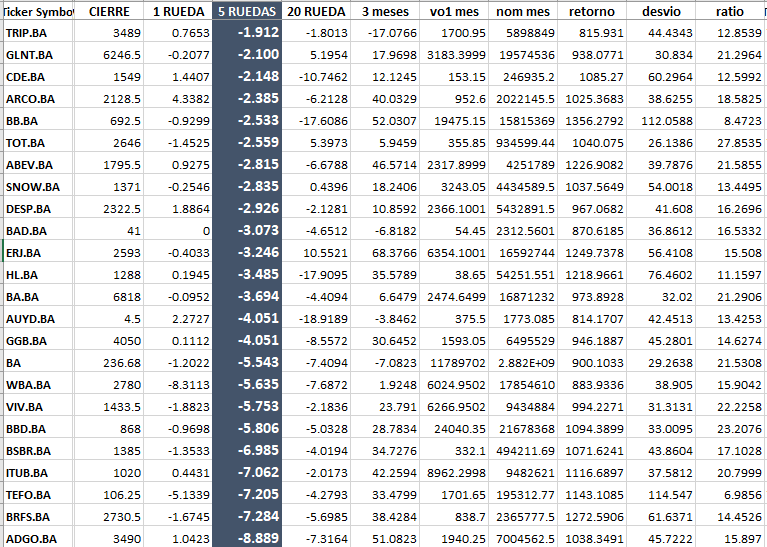 Ticker Symbo CIERRE 1 RUEDA 5 RUEDAS 20 RUEDA 3 meses vo1 mes nom mes retorno desvio ratio
TRIP.BA 3489 0.7653 -1.912 -1.8013 -17.0766 1700.95 5898849 815.931 44.4343 12.8539
GLNT.BA 6246.5 -0.2077 -2.100 5.1954 17.9698 3183.3999 19574536 938.0771 30.834 21.2964
CDE.BA 1549 1.4407 -2.148 -10.7462 12.1245 153.15 246935.2 1085.27 60.2964 12.5992
ARCO.BA 2128.5 4.3382 -2.385 -6.2128 40.0329 952.6 2022145.5 1025.3683 38.6255 18.5825
BB.BA 692.5 -0.9299 -2.533 -17.6086 52.0307 19475.15 15815369 1356.2792 112.0588 8.4723
TOT.BA 2646 -1.4525 -2.559 5.3973 5.9459 355.85 934599.44 1040.075 26.1386 27.8535
ABEV.BA 1795.5 0.9275 -2.815 -6.6788 46.5714 2317.8999 4251789 1226.9082 39.7876 21.5855
SNOW.BA 1371 -0.2546 -2.835 0.4396 18.2406 3243.05 4434589.5 1037.5649 54.0018 13.4495
DESP.BA 2322.5 1.8864 -2.926 -2.1281 10.8592 2366.1001 5432891.5 967.0682 41.608 16.2696
BAD.BA 41 0 -3.073 -4.6512 -6.8182 54.45 2312.5601 870.6185 36.8612 16.5332
ERJ.BA 2593 -0.4033 -3.246 10.5521 68.3766 6354.1001 16592744 1249.7378 56.4108 15.508
HL.BA 1288 0.1945 -3.485 -17.9095 35.5789 38.65 54251.551 1218.9661 76.4602 11.1597
BA.BA 6818 -0.0952 -3.694 -4.4094 6.6479 2474.6499 16871232 973.8928 32.02 21.2906
AUYD.BA 4.5 2.2727 -4.051 -18.9189 -3.8462 375.5 1773.085 814.1707 42.4513 13.4253
GGB.BA 4050 0.1112 -4.051 -8.5572 30.6452 1593.05 6495529 946.1887 45.2801 14.6274
BA 236.68 -1.2022 -5.543 -7.4094 -7.0823 11789702 2.882E+09 900.1033 29.2638 21.5308
WBA.BA 2780 -8.3113 -5.635 -7.6872 1.9248 6024.9502 17854610 883.9336 38.905 15.9042
VIV.BA 1433.5 -1.8823 -5.753 -2.1836 23.791 6266.9502 9434884 994.2271 31.3131 22.2258
BBD.BA 868 -0.9698 -5.806 -5.0328 28.7834 24040.35 21678368 1094.3899 33.0095 23.2076
BSBR.BA 1385 -1.3533 -6.985 -4.0194 34.7276 332.1 494211.69 1071.6241 43.8604 17.1028
ITUB.BA 1020 0.4431 -7.062 -2.0173 42.2594 8962.2998 9482621 1116.6897 37.5812 20.7999
TEFO.BA 106.25 -5.1339 -7.205 -4.2793 33.4799 1701.65 195312.77 1143.1085 114.547 6.9856
BRFS.BA 2730.5 -1.6745 -7.284 -5.6985 38.4284 838.7 2365777.5 1272.5906 61.6371 14.4526
ADGO.BA 3490 1.0423 -8.889 -7.3164 51.0823 1940.25 7004562.5 1038.3491 45.7222 15.897